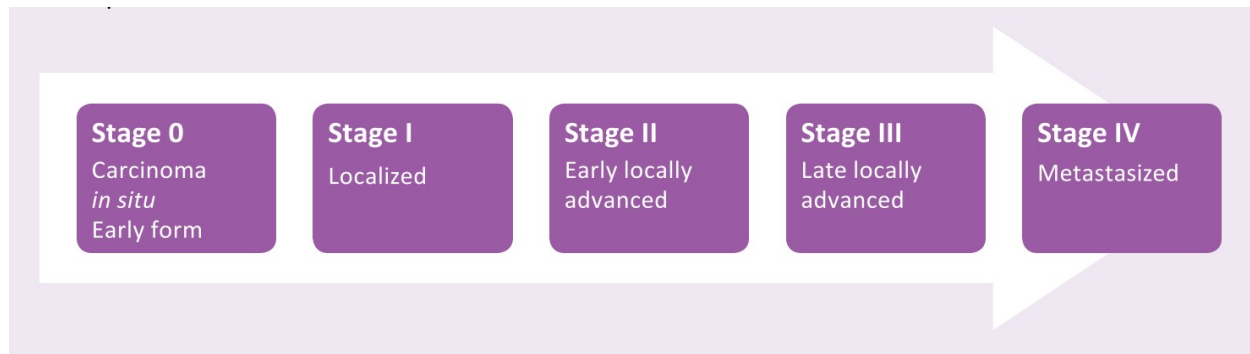 Stage 0
Carcinoma
in situ
Early form
Stage I
Localized
Stage II
Early locally
advanced
Stage III
Late locally
advanced
Stage IV
Metastasized